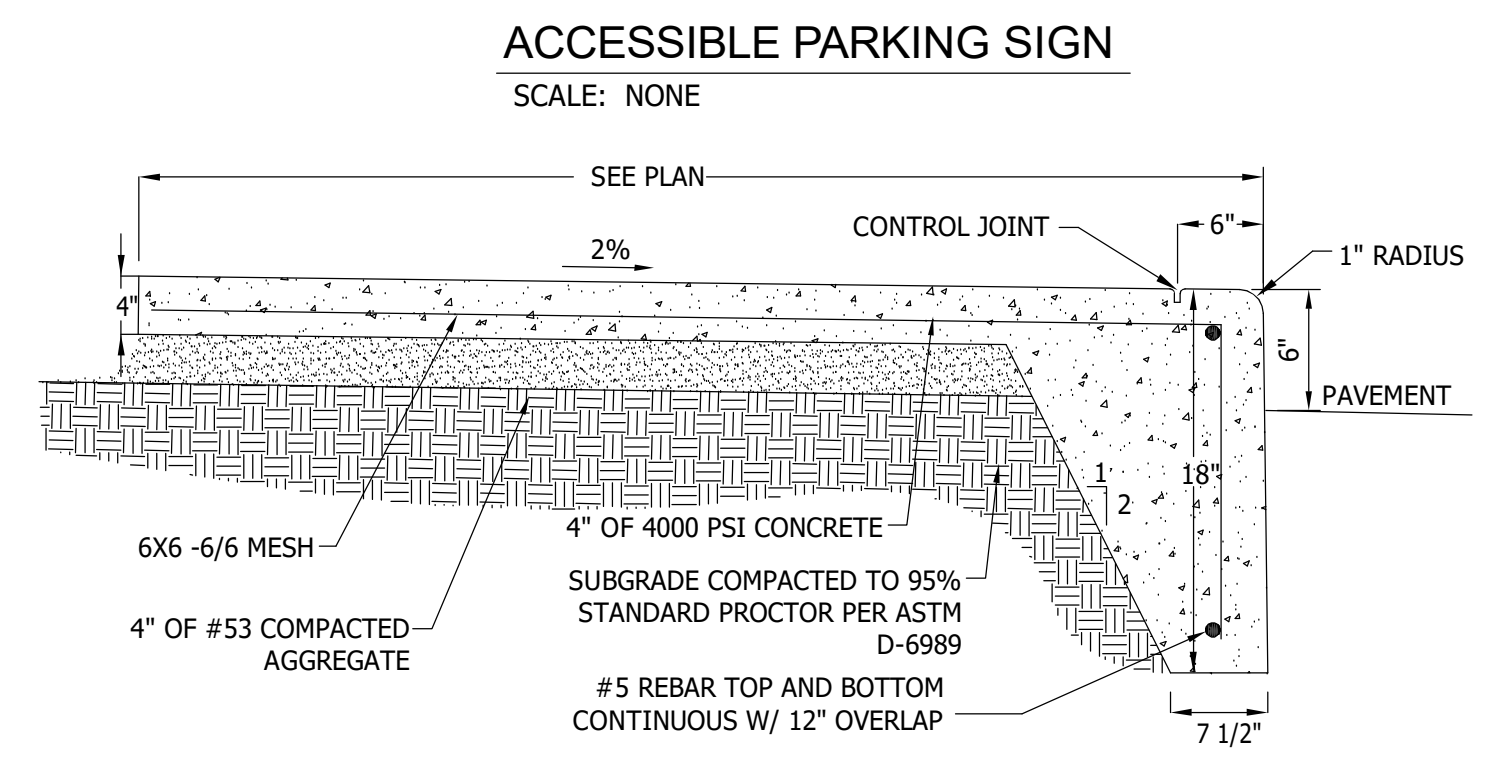 ACCESSIBLE PARKING SIGN
SCALE: NONE
SEE PLAN
CONTROL JOINT
6"
2%
1" RADIUS
4"
6"
PAVEMENT
1
2
18"
4" OF 4000 PSI CONCRETE
6X6 -6/6 MESH
SUBGRADE COMPACTED TO 95%
STANDARD PROCTOR PER ASTM
D-6989
4" OF #53 COMPACTED
AGGREGATE
#5 REBAR TOP AND BOTTOM
CONTINUOUS W/ 12" OVERLAP
7 1/2"